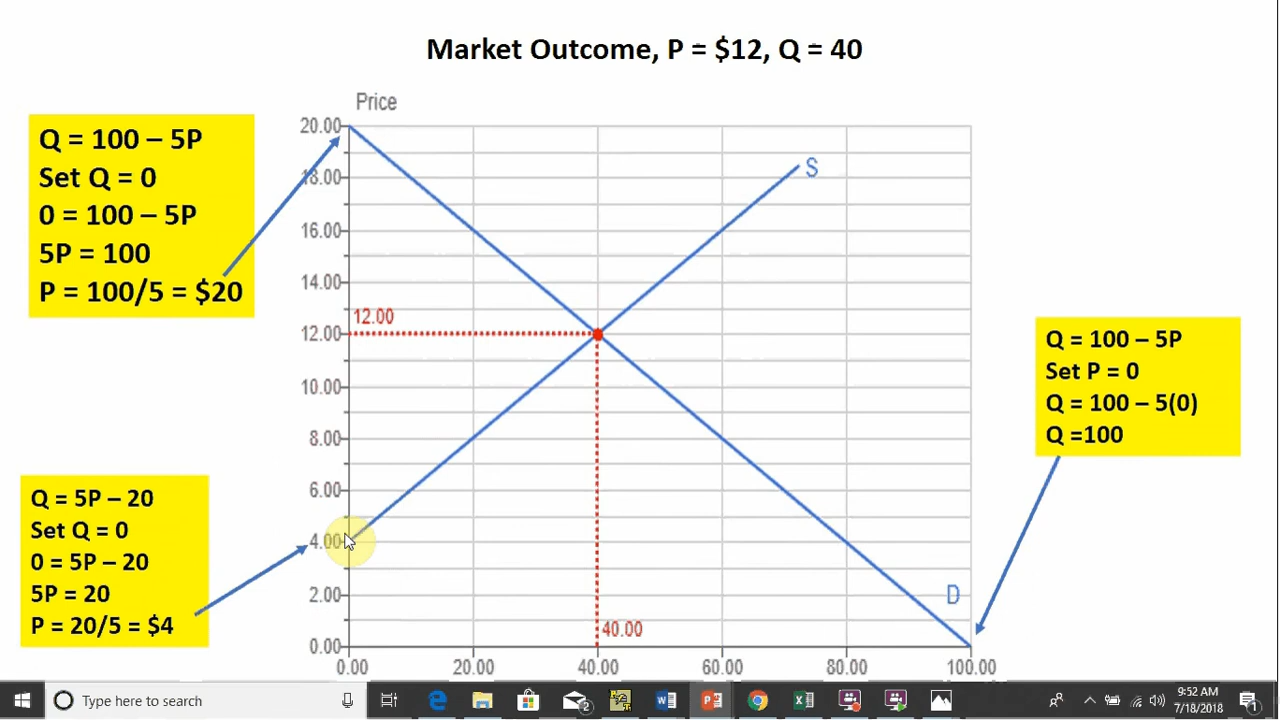 Market Outcome, P = $12, Q = 40
Price
Q = 100 – 5P
Set Q = 0
0 = 100 – 5P
5P = 100
P = 100/5 = $20
20.00
18.00
16.00
14.00
12.00
10.00
8.00
6.00
4.00
2.00
0.00
S
12.00
Q = 100 – 5P
Set P = 0
Q = 100 – 5(0)
Q =100
Q = 5P – 20
Set Q = 0
0 = 5P – 20
5P = 20
P = 20/5 = $4
D
40.00
0.00 20.00 40.00 60.00 80.00 100.00
Type here to search
2
9:52 AM
7/18/2018
1